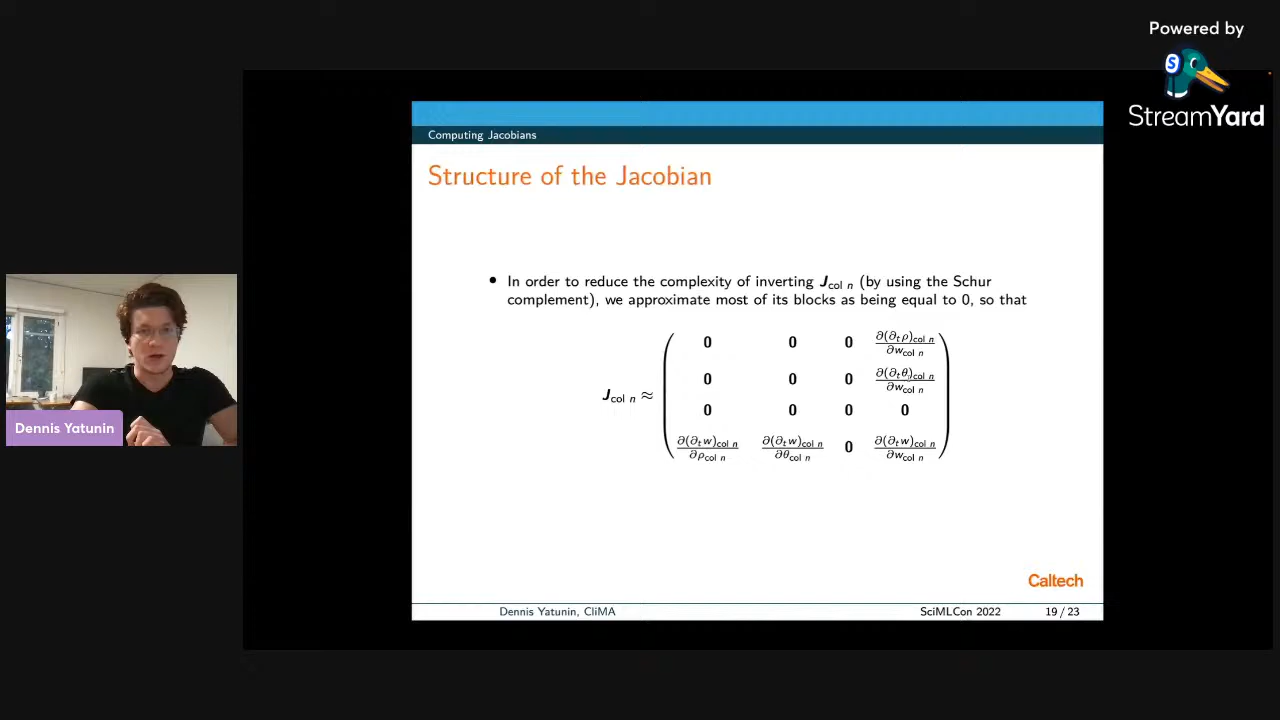 Powered by
S
StreamYard
Computing Jacobians
Structure of the Jacobian
• In order to reduce the complexity of inverting J_col n (by using the Schur
complement), we approximate most of its blocks as being equal to 0, so that
J_col n ≈
0 0 0 ∂(∂_t ρ)_col n / ∂w_col n
0 0 0 ∂(∂_t θ)_col n / ∂w_col n
0 0 0 0
∂(∂_t w)_col n / ∂ρ_col n ∂(∂_t w)_col n / ∂θ_col n 0 ∂(∂_t w)_col n / ∂w_col n
Dennis Yatunin
Caltech
Dennis Yatunin, CliMA SciMLCon 2022 19 / 23